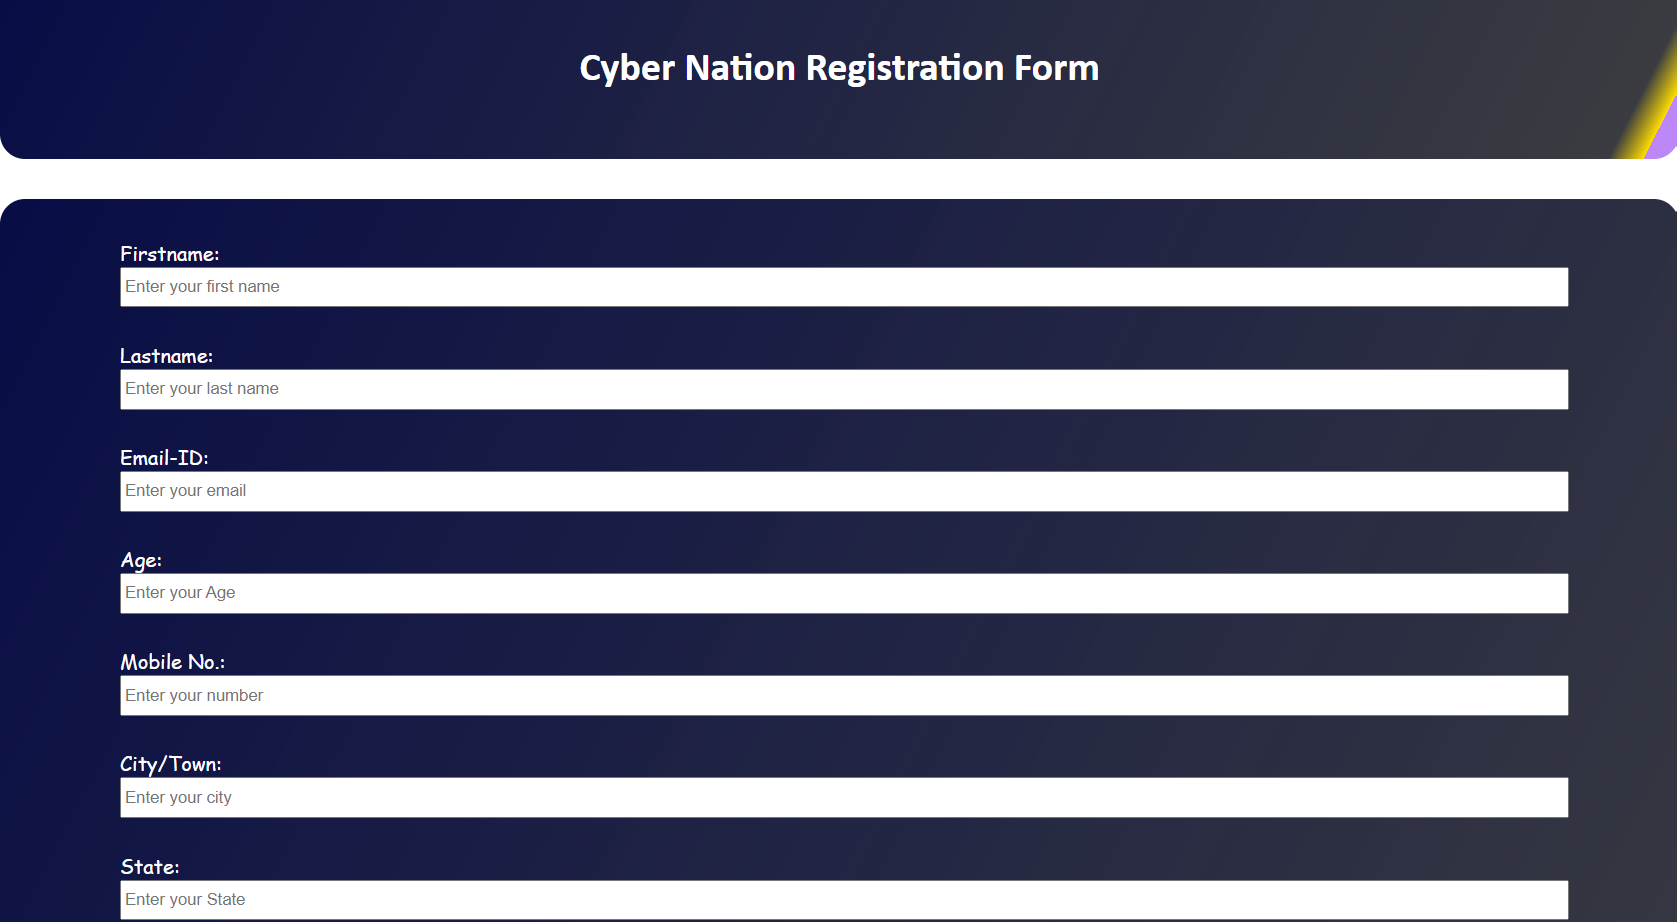 Cyber Nation Registration Form
Firstname:
Enter your first name
Lastname:
Enter your last name
Email-ID:
Enter your email
Age:
Enter your Age
Mobile No.:
Enter your number
City/Town:
Enter your city
State:
Enter your State